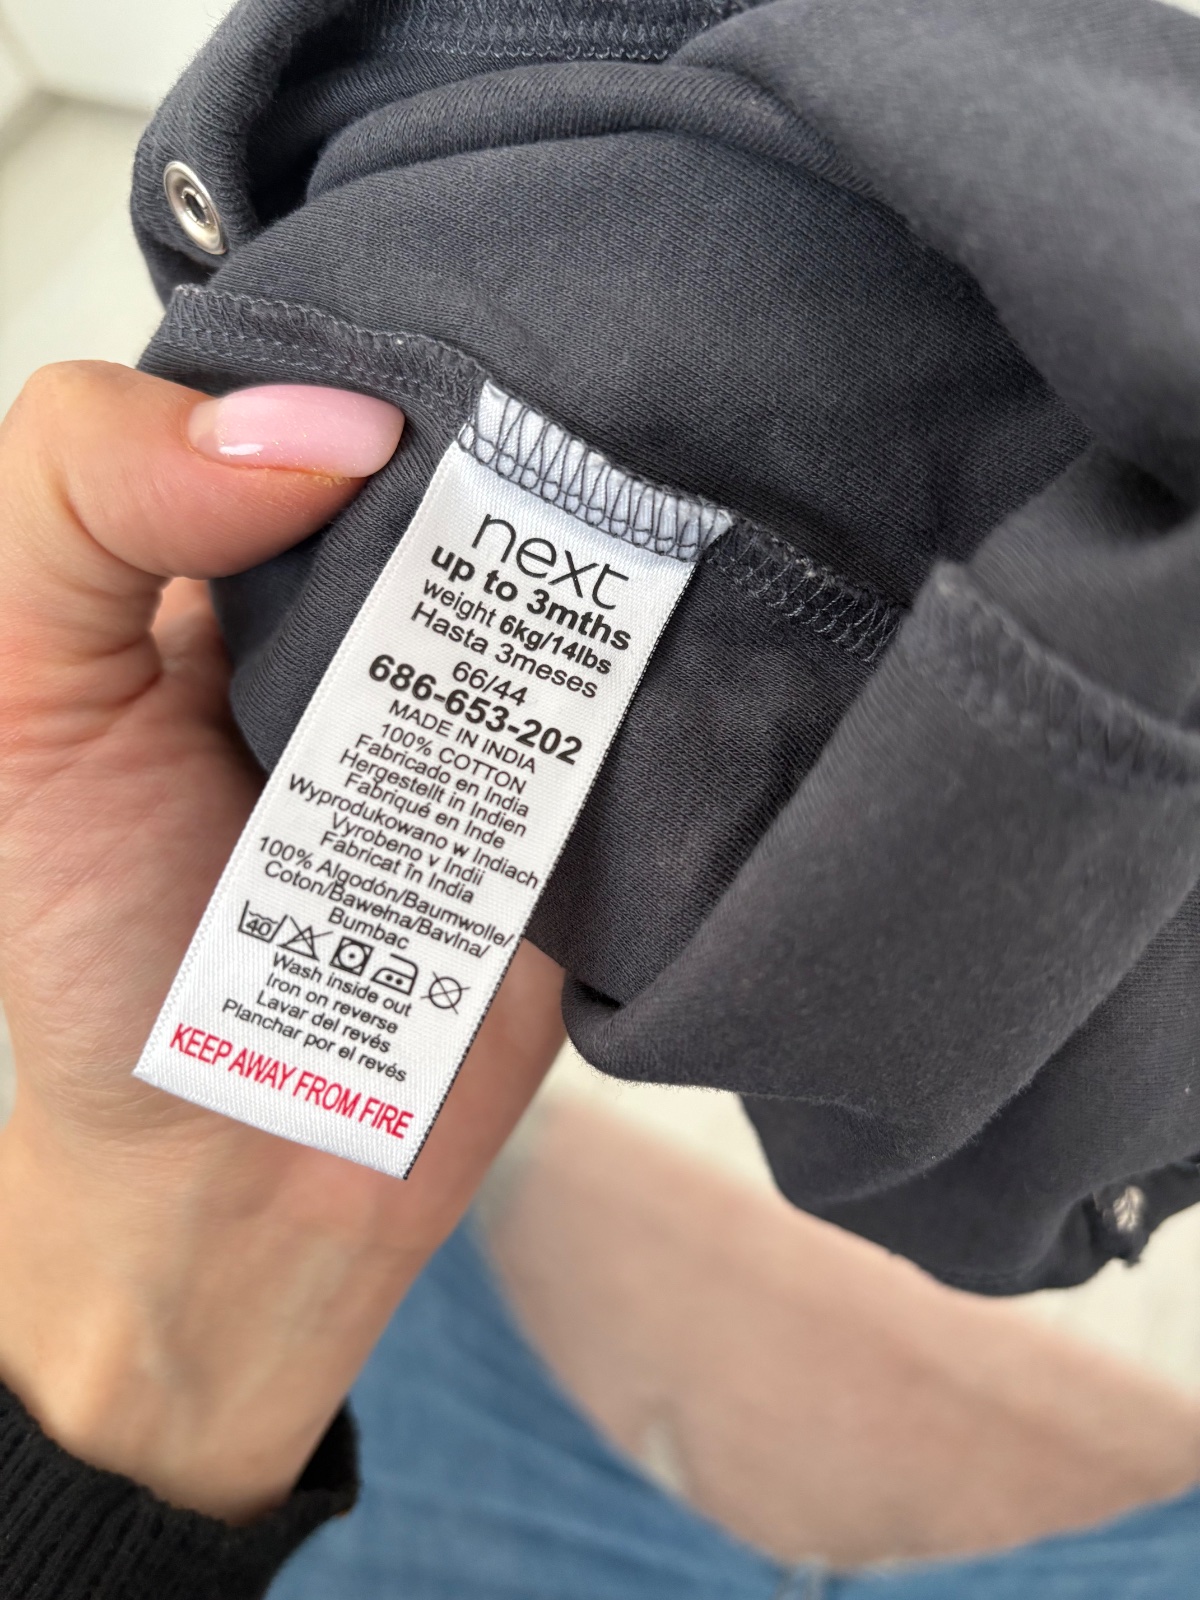 next
up to 3mths
weight 6kg/14lbs
Hasta 3meses
66/44
686-653-202
MADE IN INDIA
100% COTTON
Fabricado en India
Hergestellt in Indien
Fabriqué en Inde
Wyprodukowano w Indiach
Vyrobeno v Indii
Fabricat în India
100% Algodón/Baumwolle/
Coton/Bawełna/Bavlna/
Bumbac
40
Wash inside out
Iron on reverse
Lavar del revés
Planchar por el revés
KEEP AWAY FROM FIRE